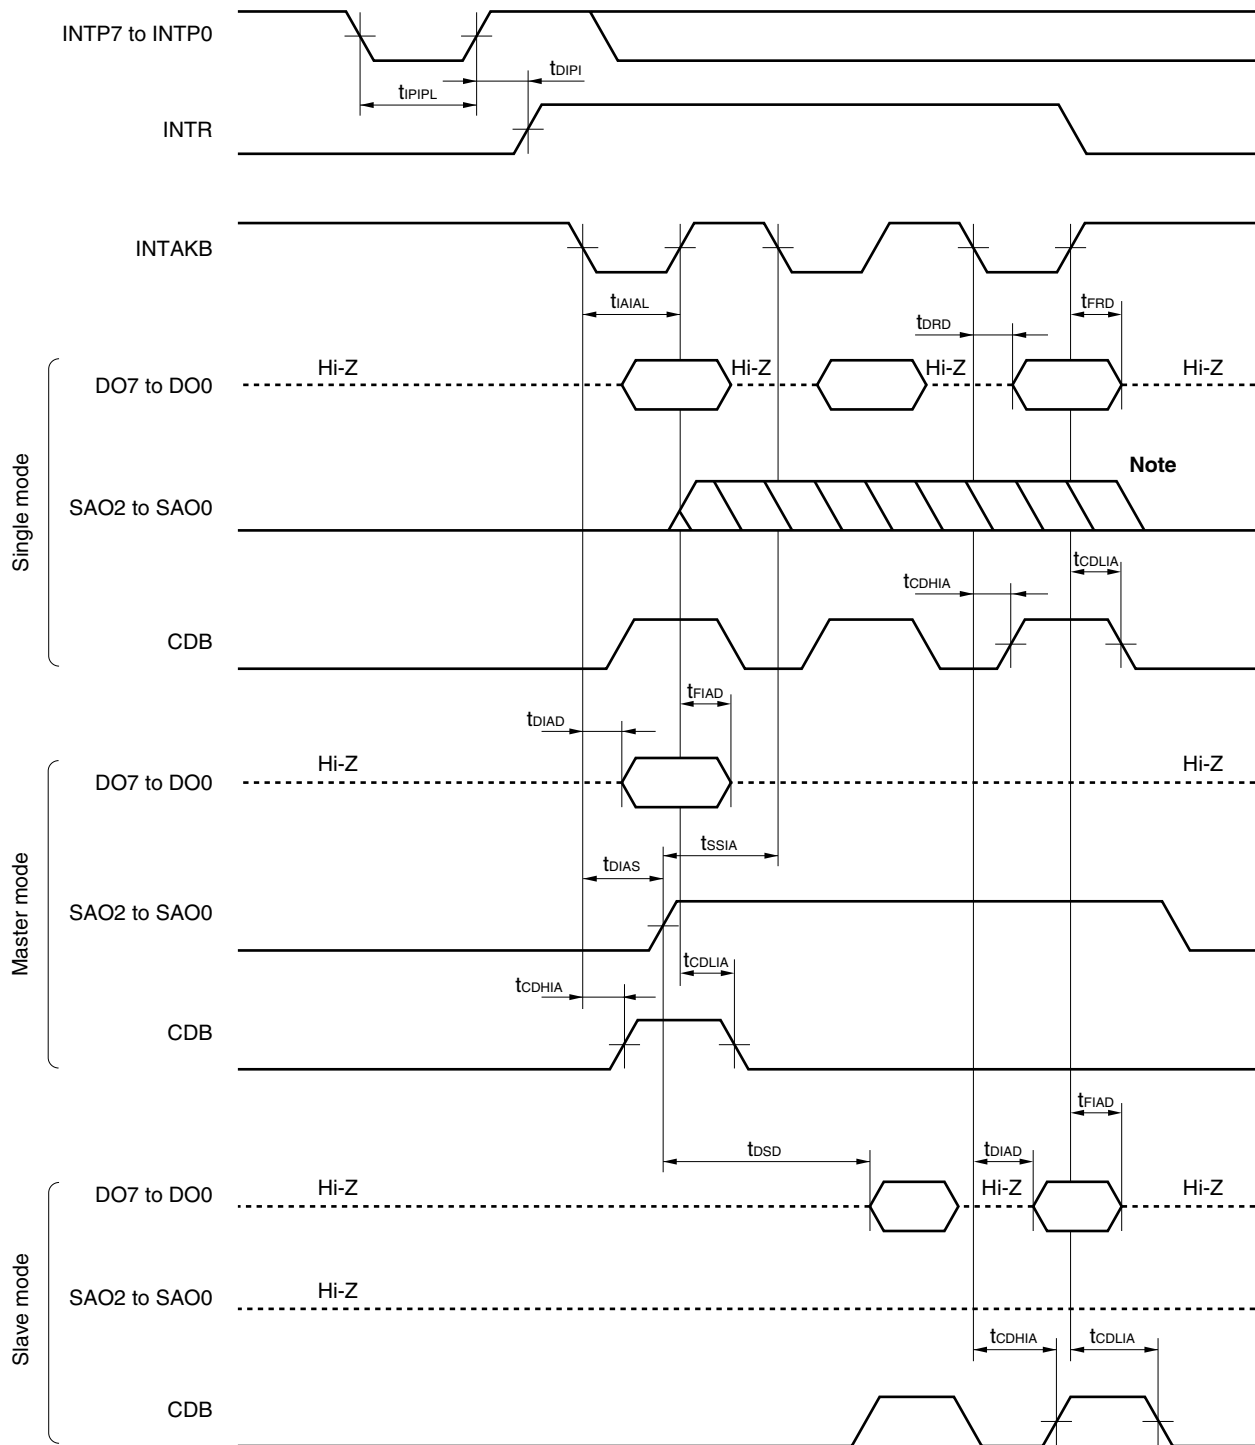 INTP7 to INTP0
tDIPI
tIPIPL
INTR
INTAKB
tIAIAL
tFRD
tDRD
Single mode
DO7 to DO0
Hi-Z
Hi-Z
Hi-Z
Hi-Z
Note
SAO2 to SAO0
tCDLIA
tCDHIA
CDB
tFIAD
tDIAD
Master mode
DO7 to DO0
Hi-Z
Hi-Z
tSSIA
tDIAS
SAO2 to SAO0
tCDLIA
tCDHIA
CDB
tFIAD
tDSD
tDIAD
Slave mode
DO7 to DO0
Hi-Z
Hi-Z
Hi-Z
SAO2 to SAO0
Hi-Z
tCDHIA
tCDLIA
CDB